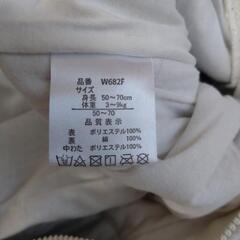 品番 W682F
サイズ
身長 50～70cm
体重 3～9kg
50～70
品質表示
表 ポリエステル100%
裏 綿 100%
中わた ポリエステル100%